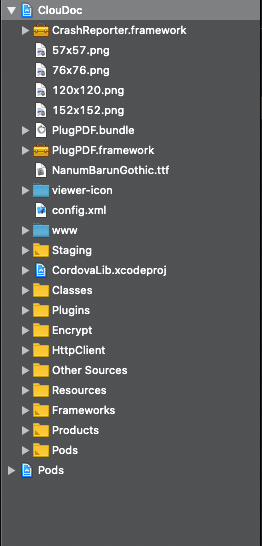 ClouDoc
CrashReporter.framework
57x57.png
76x76.png
120x120.png
152x152.png
PlugPDF.bundle
PlugPDF.framework
NanumBarunGothic.ttf
viewer-icon
config.xml
www
Staging
CordovaLib.xcodeproj
Classes
Plugins
Encrypt
HttpClient
Other Sources
Resources
Frameworks
Products
Pods
Pods